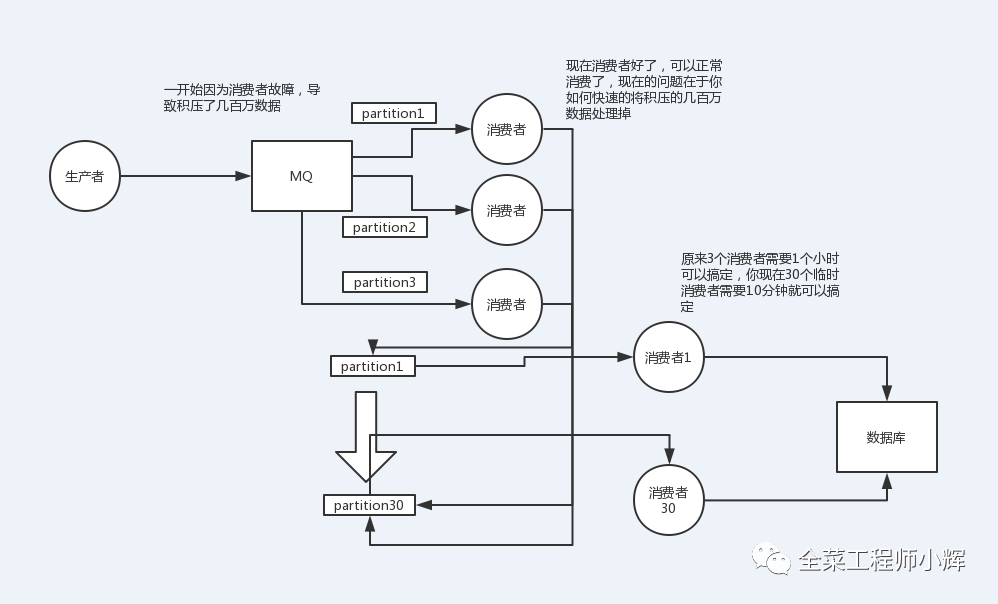 一开始因为消费者故障，导
致积压了几百万数据
现在消费者好了，可以正常
消费了，现在的问题在于你
如何快速的将积压的几百万
数据处理掉
partition1
消费者
生产者
MQ
partition2
消费者
原来3个消费者需要1个小时
可以搞定，你现在30个临时
消费者需要10分钟就可以搞
定
partition3
消费者
partition1
消费者1
数据库
partition30
消费者
30
全菜工程师小辉